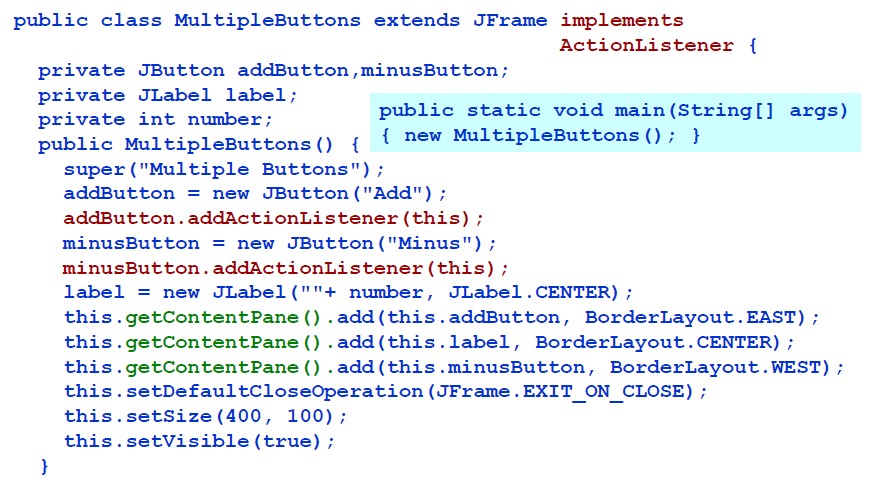 public class MultipleButtons extends JFrame implements
ActionListener {
private JButton addButton,minusButton;
private JLabel label;
private int number;
public static void main(String[] args)
{ new MultipleButtons(); }
public MultipleButtons() {
super("Multiple Buttons");
addButton = new JButton("Add");
addButton.addActionListener(this);
minusButton = new JButton("Minus");
minusButton.addActionListener(this);
label = new JLabel(""+ number, JLabel.CENTER);
this.getContentPane().add(this.addButton, BorderLayout.EAST);
this.getContentPane().add(this.label, BorderLayout.CENTER);
this.getContentPane().add(this.minusButton, BorderLayout.WEST);
this.setDefaultCloseOperation(JFrame.EXIT_ON_CLOSE);
this.setSize(400, 100);
this.setVisible(true);
}